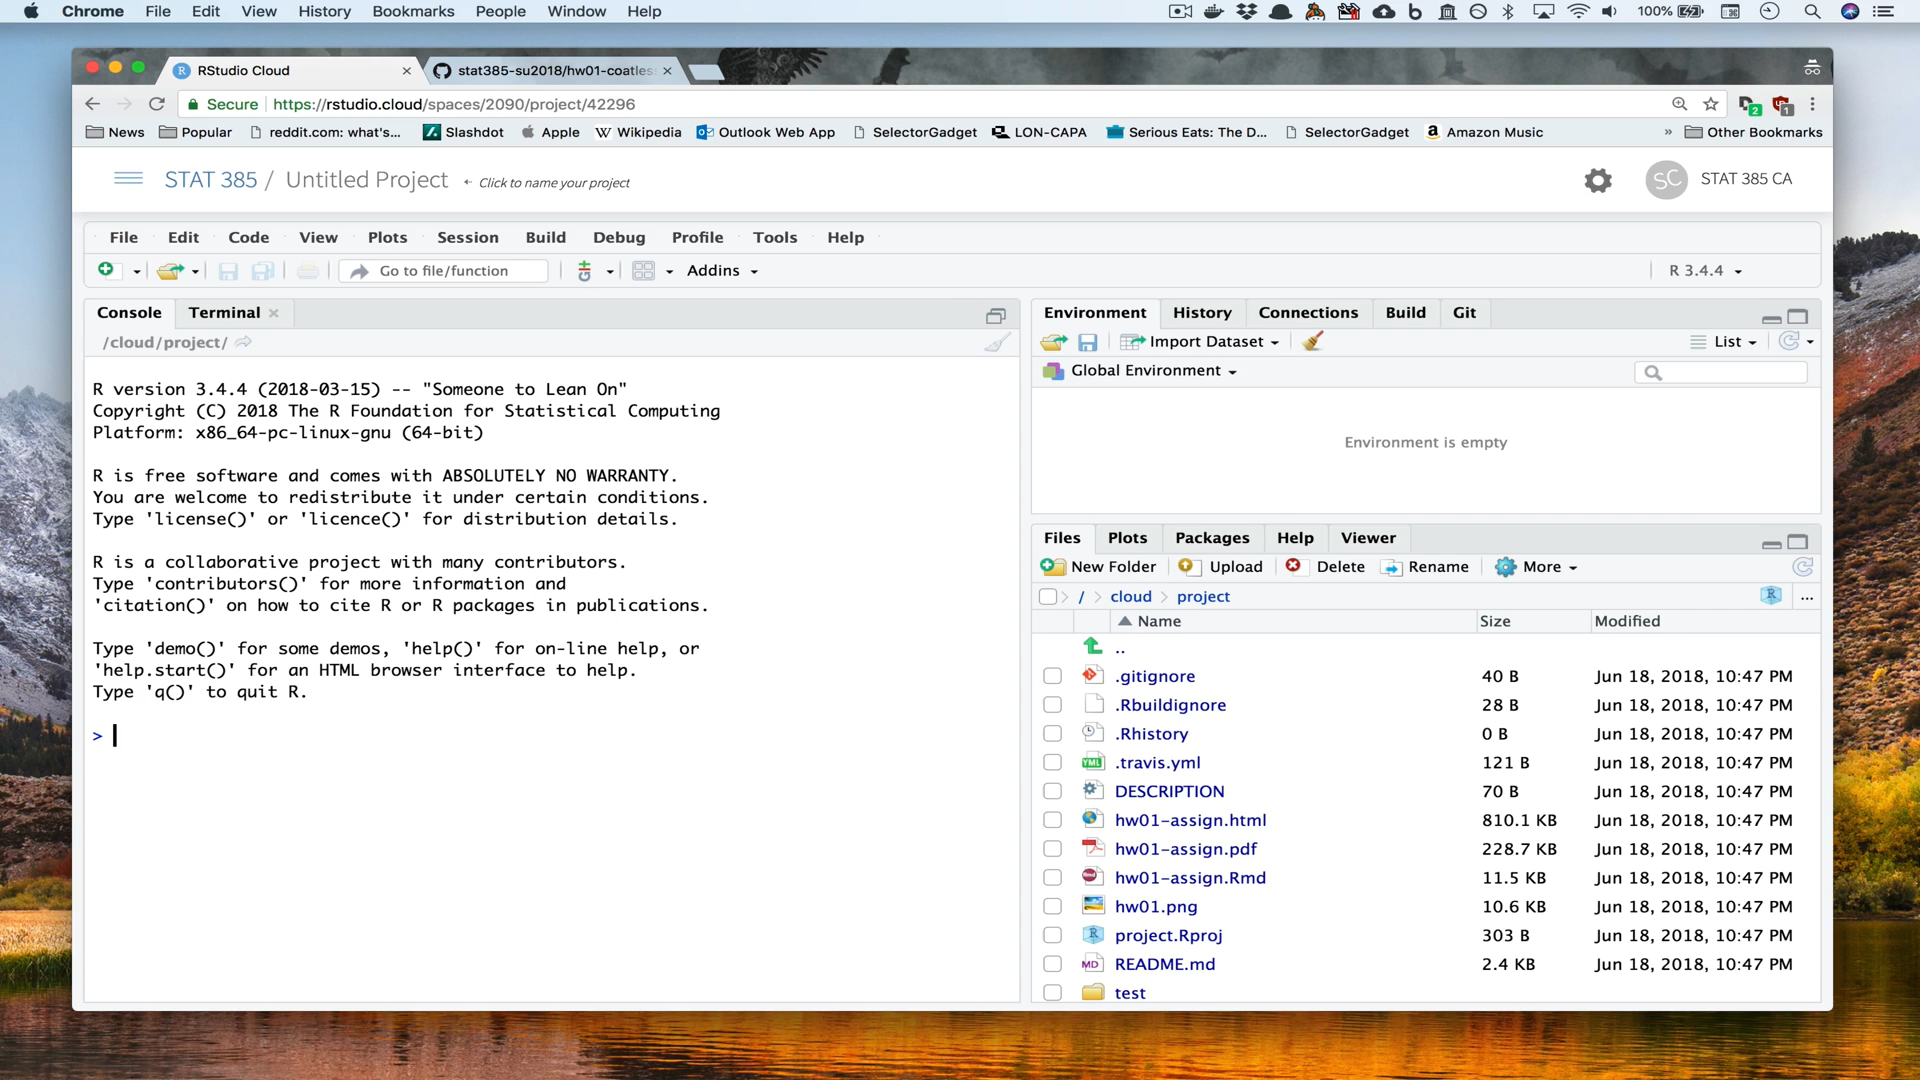 Chrome File Edit View History Bookmarks People Window Help 100%
RStudio Cloud stat385-su2018/hw01-coatles
Secure https://rstudio.cloud/spaces/2090/project/42296 2 1
News Popular reddit.com: what's... Slashdot Apple Wikipedia Outlook Web App SelectorGadget LON-CAPA Serious Eats: The D... SelectorGadget Amazon Music » Other Bookmarks
STAT 385 / Untitled Project ← Click to name your project SC STAT 385 CA
File Edit Code View Plots Session Build Debug Profile Tools Help
Go to file/function Addins R 3.4.4
Console Terminal
/cloud/project/
R version 3.4.4 (2018-03-15) -- "Someone to Lean On"
Copyright (C) 2018 The R Foundation for Statistical Computing
Platform: x86_64-pc-linux-gnu (64-bit)
R is free software and comes with ABSOLUTELY NO WARRANTY.
You are welcome to redistribute it under certain conditions.
Type 'license()' or 'licence()' for distribution details.
R is a collaborative project with many contributors.
Type 'contributors()' for more information and
'citation()' on how to cite R or R packages in publications.
Type 'demo()' for some demos, 'help()' for on-line help, or
'help.start()' for an HTML browser interface to help.
Type 'q()' to quit R.
>
Environment History Connections Build Git
Import Dataset List
Global Environment
Environment is empty
Files Plots Packages Help Viewer
New Folder Upload Delete Rename More
/ > cloud > project ...
Name Size Modified
..
.gitignore 40 B Jun 18, 2018, 10:47 PM
.Rbuildignore 28 B Jun 18, 2018, 10:47 PM
.Rhistory 0 B Jun 18, 2018, 10:47 PM
.travis.yml 121 B Jun 18, 2018, 10:47 PM
DESCRIPTION 70 B Jun 18, 2018, 10:47 PM
hw01-assign.html 810.1 KB Jun 18, 2018, 10:47 PM
hw01-assign.pdf 228.7 KB Jun 18, 2018, 10:47 PM
hw01-assign.Rmd 11.5 KB Jun 18, 2018, 10:47 PM
hw01.png 10.6 KB Jun 18, 2018, 10:47 PM
project.Rproj 303 B Jun 18, 2018, 10:47 PM
README.md 2.4 KB Jun 18, 2018, 10:47 PM
test